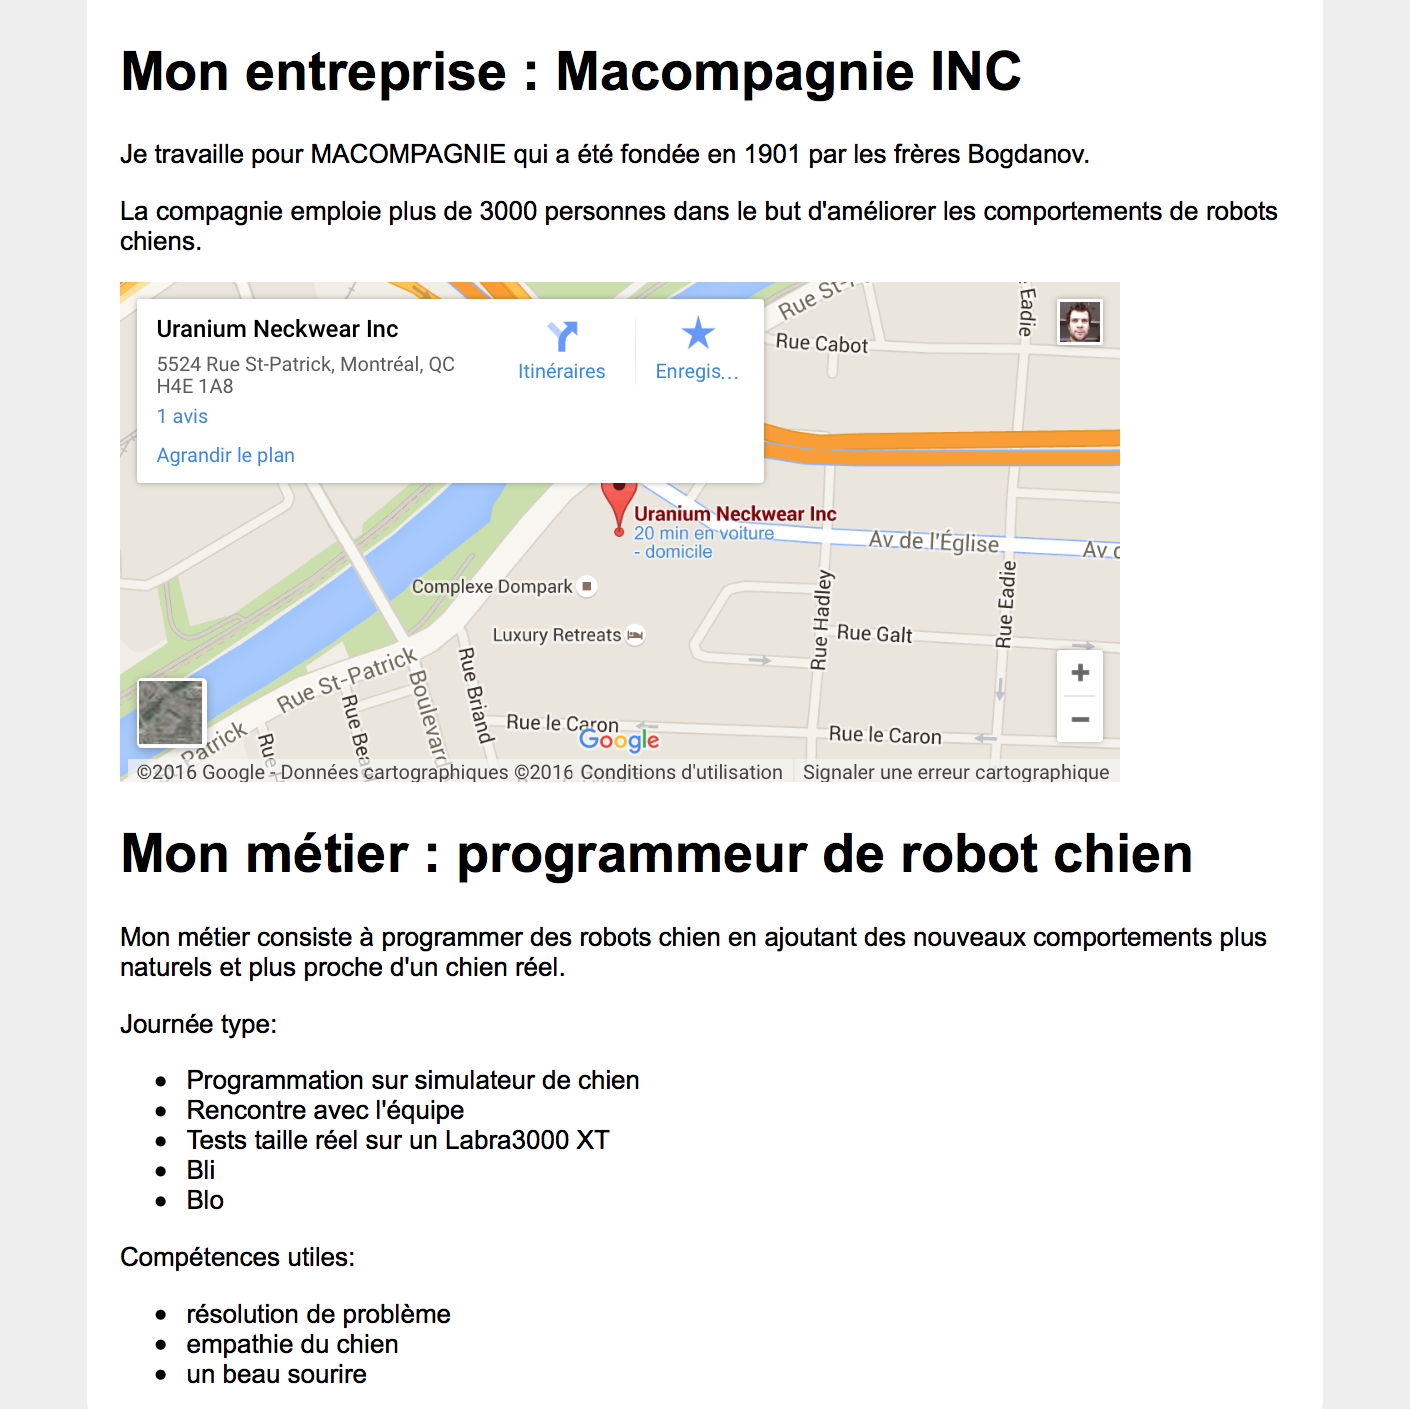 Mon entreprise : Macompagnie INC
Je travaille pour MACOMPAGNIE qui a été fondée en 1901 par les frères Bogdanov.
La compagnie emploie plus de 3000 personnes dans le but d'améliorer les comportements de robots
chiens.
Uranium Neckwear Inc
5524 Rue St-Patrick, Montréal, QC
H4E 1A8
1 avis
Agrandir le plan
Itinéraires
Enregis...
Rue St-
Rue Cabot
Eadie
Uranium Neckwear Inc
20 min en voiture
- domicile
Av de l'Église
Av
Complexe Dompark
Luxury Retreats
Rue Hadley
Rue Galt
Rue Eadie
Rue St-Patrick
Boulevard
Rue Briand
Rue le Caron
Rue le Caron
Patrick
Rue
Rue Bea
Google
©2016 Google - Données cartographiques ©2016
Conditions d'utilisation
Signaler une erreur cartographique
Mon métier : programmeur de robot chien
Mon métier consiste à programmer des robots chien en ajoutant des nouveaux comportements plus
naturels et plus proche d'un chien réel.
Journée type:
• Programmation sur simulateur de chien
• Rencontre avec l'équipe
• Tests taille réel sur un Labra3000 XT
• Bli
• Blo
Compétences utiles:
• résolution de problème
• empathie du chien
• un beau sourire